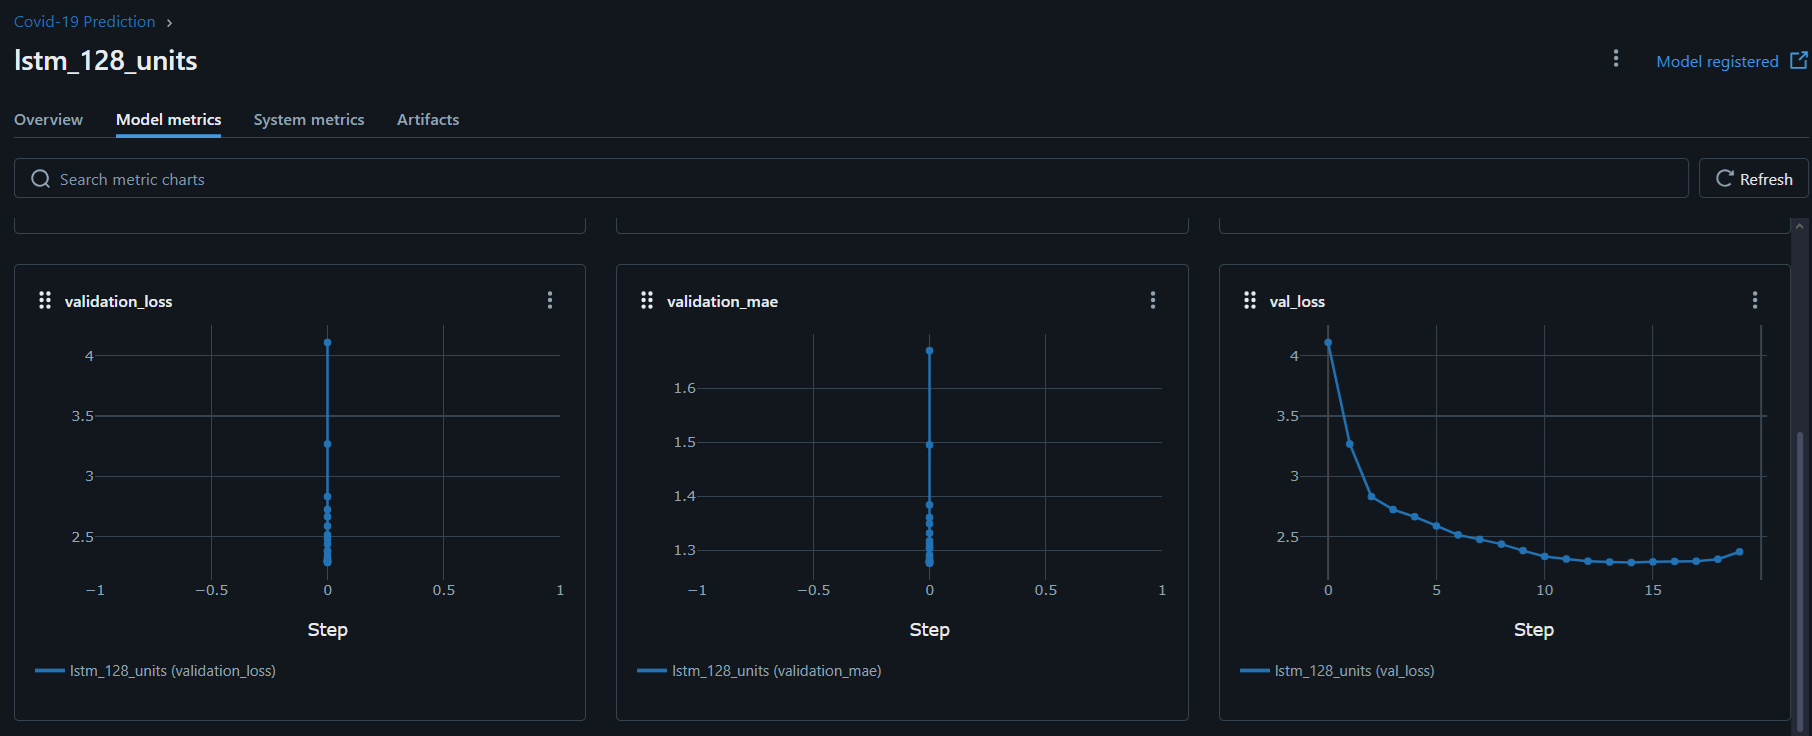 Covid-19 Prediction
lstm_128_units
Model registered
Overview
Model metrics
System metrics
Artifacts
Search metric charts
Refresh
validation_loss
4
3.5
3
2.5
−1
−0.5
0
0.5
1
Step
lstm_128_units (validation_loss)
validation_mae
1.6
1.5
1.4
1.3
−1
−0.5
0
0.5
1
Step
lstm_128_units (validation_mae)
val_loss
4
3.5
3
2.5
0
5
10
15
Step
lstm_128_units (val_loss)